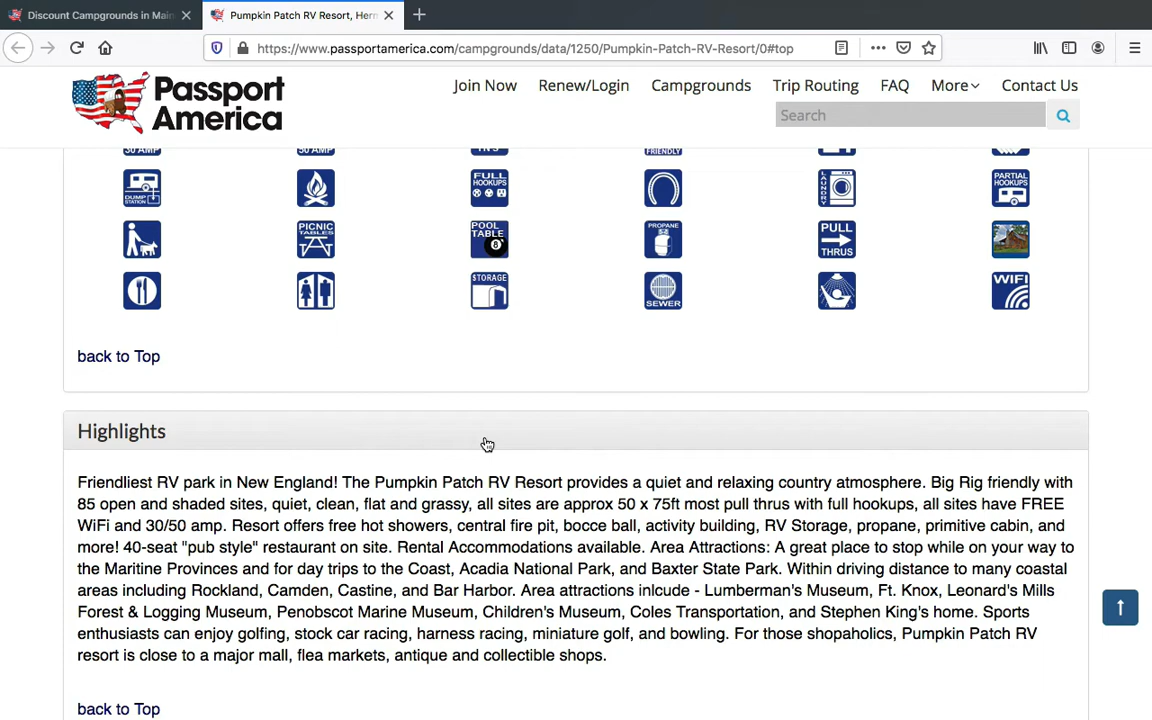 Discount Campgrounds in Main
Pumpkin Patch RV Resort, Herm
https://www.passportamerica.com/campgrounds/data/1250/Pumpkin-Patch-RV-Resort/0#top
Passport America
Join Now Renew/Login Campgrounds Trip Routing FAQ More Contact Us
Search
30 AMP 50 AMP FRIENDLY
DUMP STATION FULL HOOKUPS LAUNDRY PARTIAL HOOKUPS
PICNIC TABLES POOL TABLE 8 PROPANE PULL THRUS
STORAGE SEWER WIFI
back to Top
Highlights
Friendliest RV park in New England! The Pumpkin Patch RV Resort provides a quiet and relaxing country atmosphere. Big Rig friendly with
85 open and shaded sites, quiet, clean, flat and grassy, all sites are approx 50 x 75ft most pull thrus with full hookups, all sites have FREE
WiFi and 30/50 amp. Resort offers free hot showers, central fire pit, bocce ball, activity building, RV Storage, propane, primitive cabin, and
more! 40-seat "pub style" restaurant on site. Rental Accommodations available. Area Attractions: A great place to stop while on your way to
the Maritine Provinces and for day trips to the Coast, Acadia National Park, and Baxter State Park. Within driving distance to many coastal
areas including Rockland, Camden, Castine, and Bar Harbor. Area attractions inlcude - Lumberman's Museum, Ft. Knox, Leonard's Mills
Forest & Logging Museum, Penobscot Marine Museum, Children's Museum, Coles Transportation, and Stephen King's home. Sports
enthusiasts can enjoy golfing, stock car racing, harness racing, miniature golf, and bowling. For those shopaholics, Pumpkin Patch RV
resort is close to a major mall, flea markets, antique and collectible shops.
back to Top